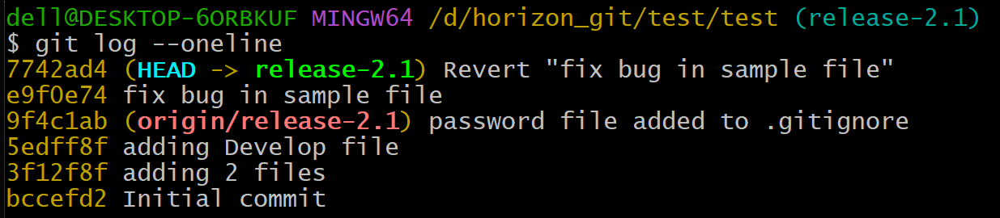 dell@DESKTOP-6ORBKUF MINGW64 /d/horizon_git/test/test (release-2.1)
$ git log --oneline
7742ad4 (HEAD -> release-2.1) Revert "fix bug in sample file"
e9f0e74 fix bug in sample file
9f4c1ab (origin/release-2.1) password file added to .gitignore
5edff8f adding Develop file
3f12f8f adding 2 files
bccefd2 Initial commit